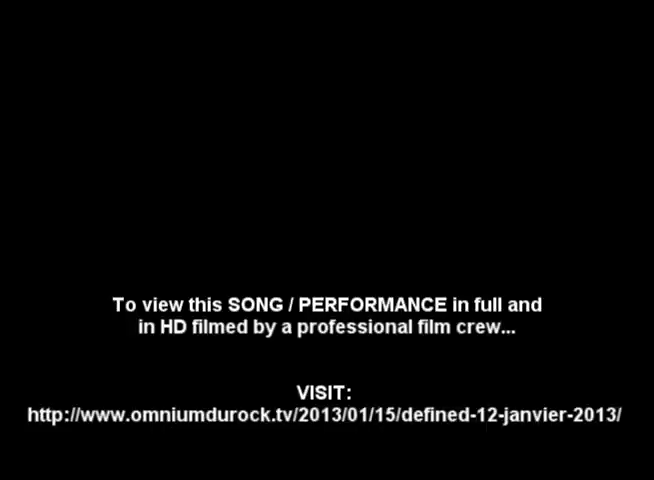 To view this SONG / PERFORMANCE in full and
in HD filmed by a professional film crew...
VISIT:
http://www.omniumdurock.tv/2013/01/15/defined-12-janvier-2013/